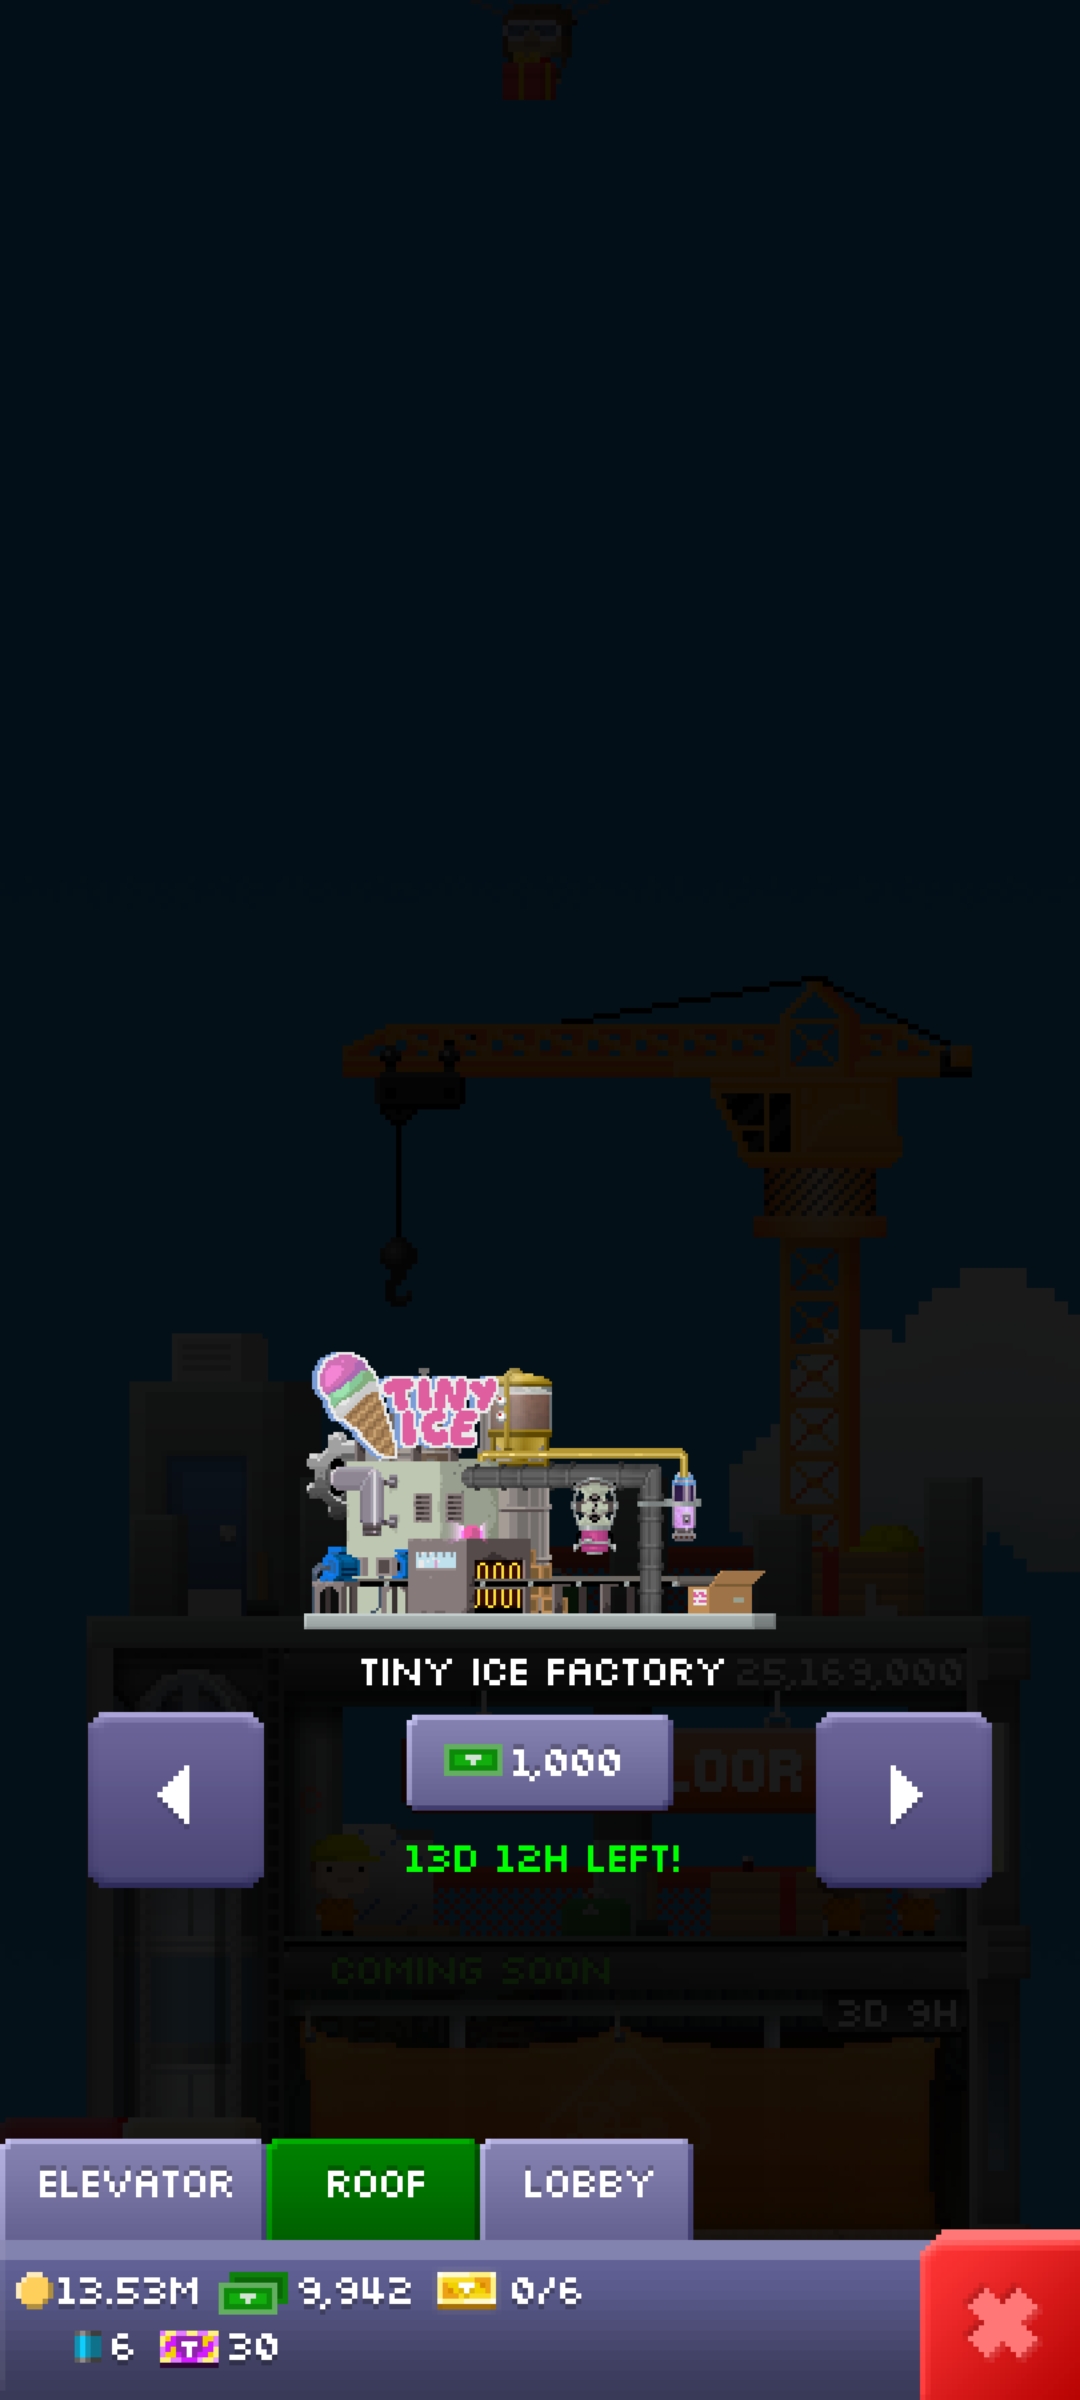 TINY
ICE
TINY ICE FACTORY
25,169,000
1,000
LOOR
13D 12H LEFT!
COMING SOON
3D 9H
ELEVATOR
ROOF
LOBBY
13.53M 9,942 0/6
6 30